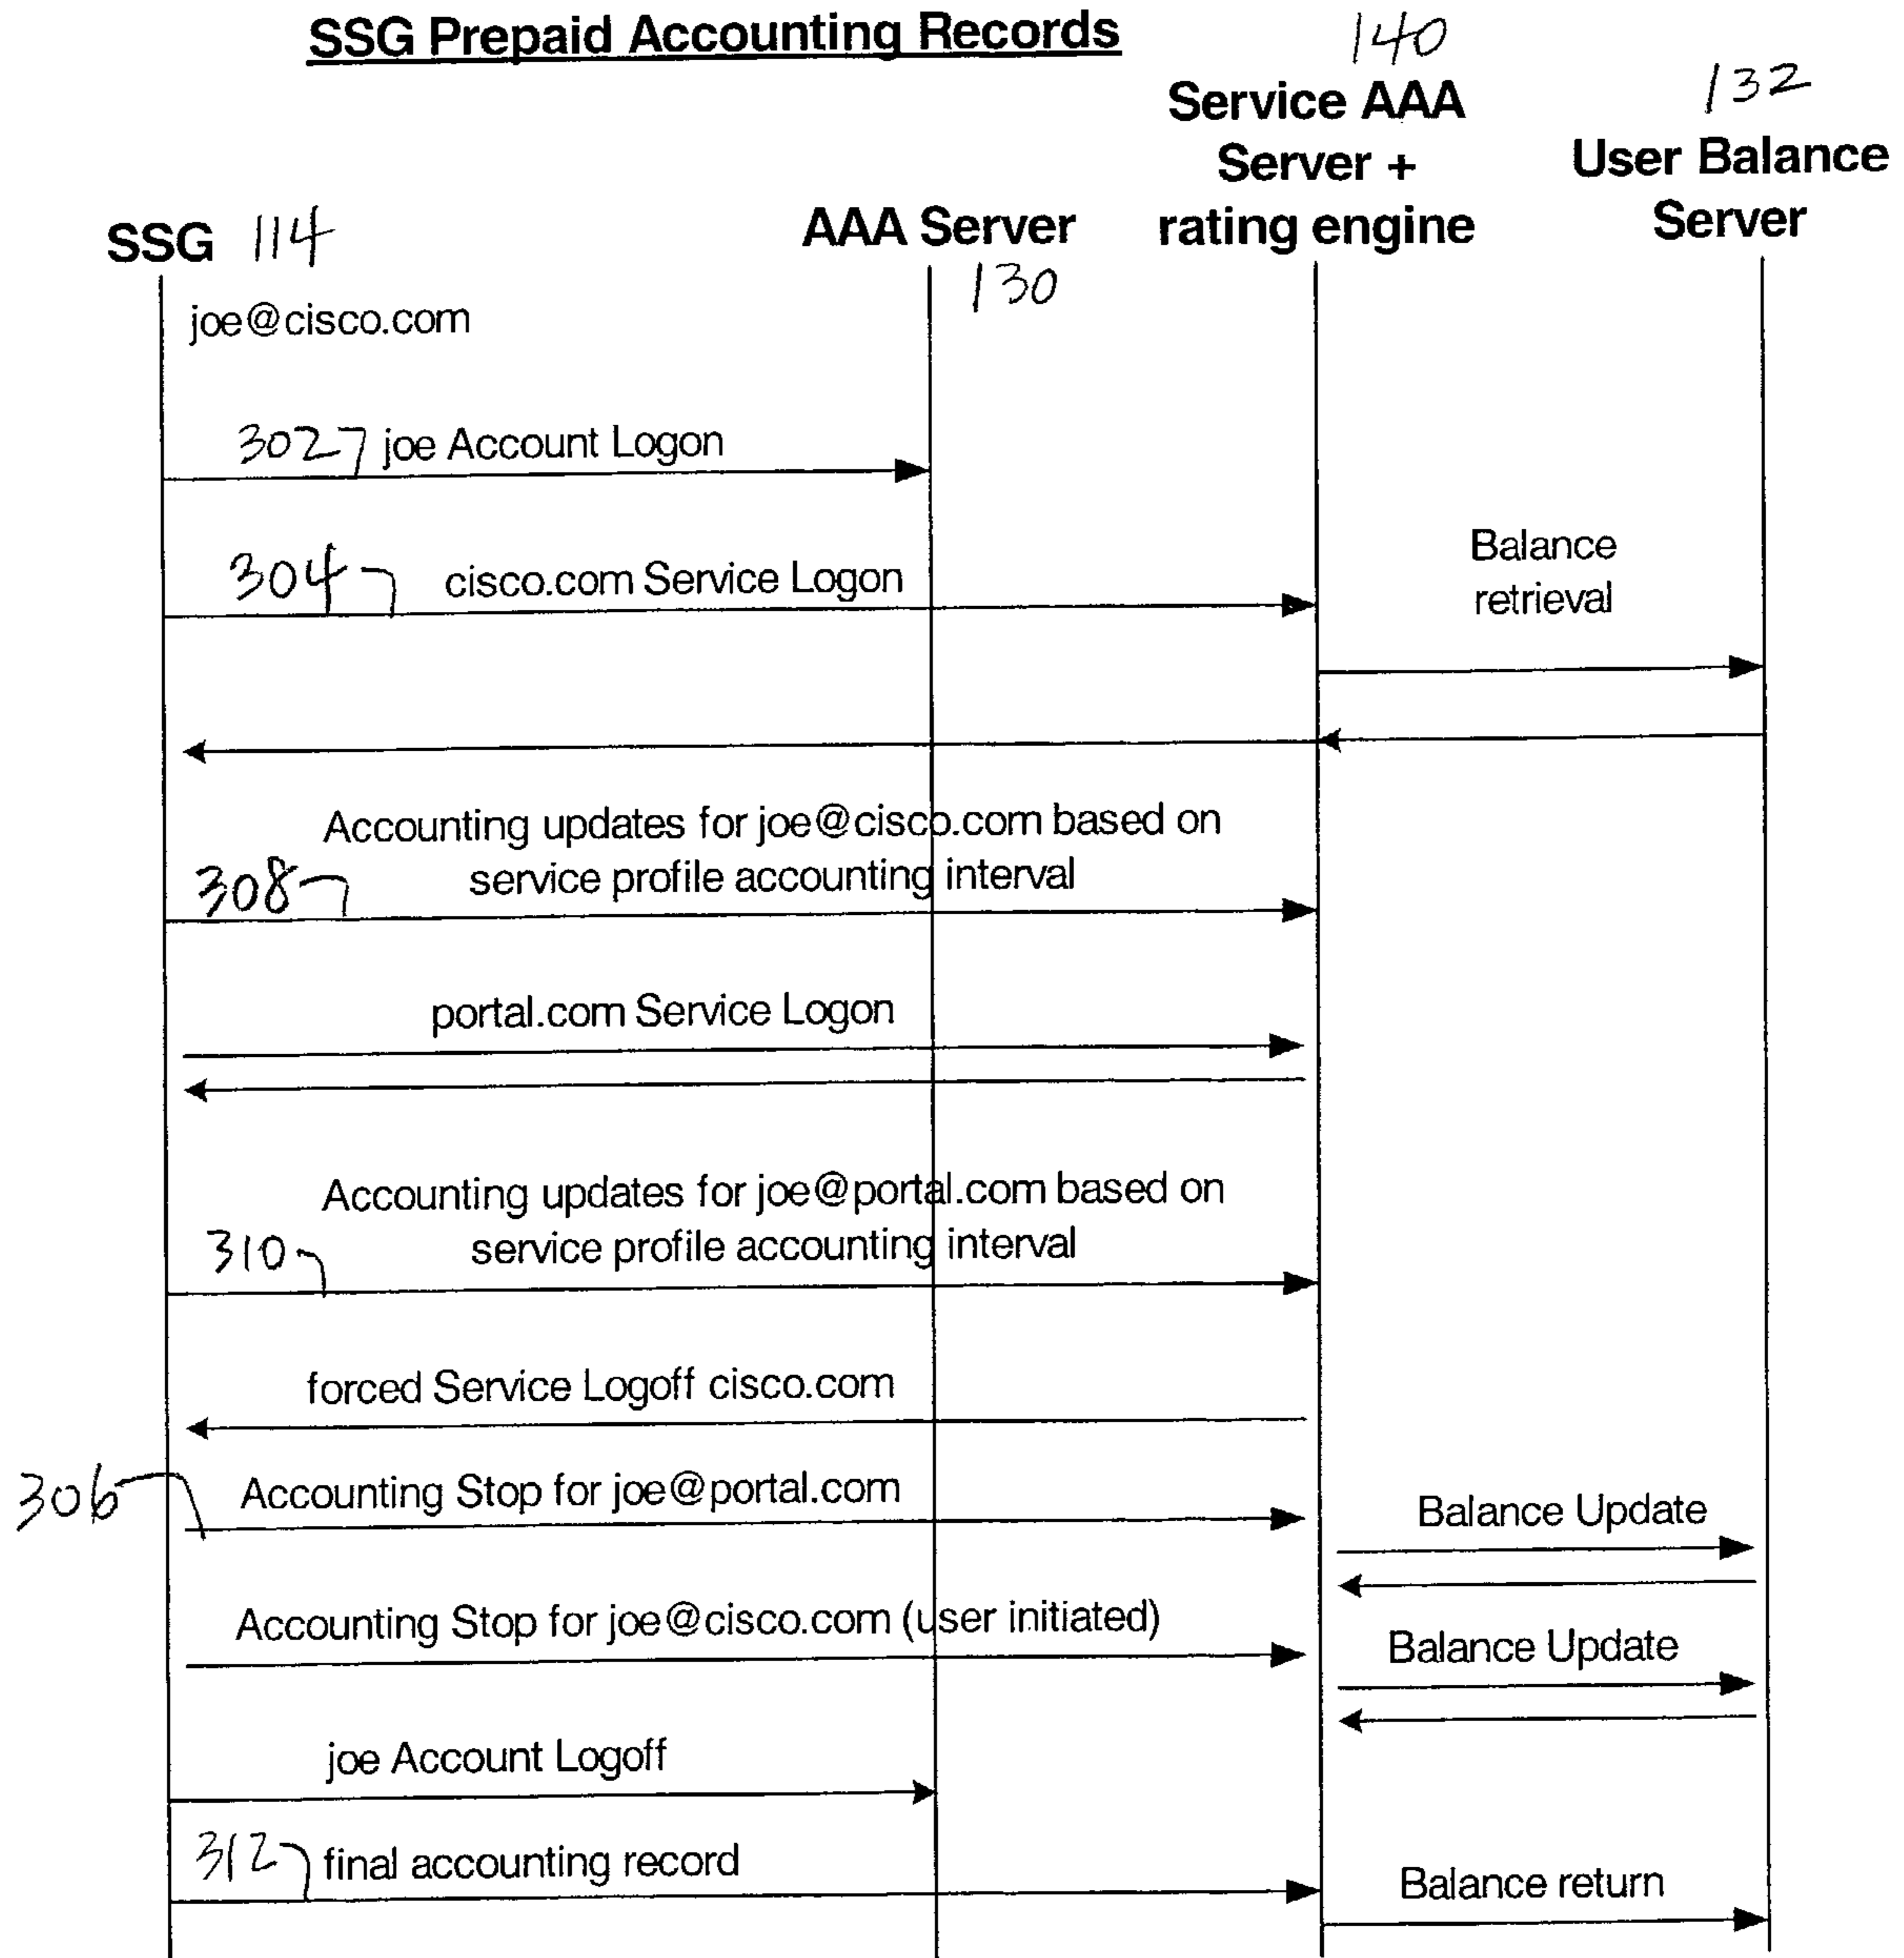 SSG Prepaid Accounting Records
140
132
Service AAA
Server +
rating engine
User Balance
Server
SSG 114
AAA Server
130
joe@cisco.com
302 joe Account Logon
304 cisco.com Service Logon
Balance
retrieval
Accounting updates for joe@cisco.com based on
308 service profile accounting interval
portal.com Service Logon
Accounting updates for joe@portal.com based on
310 service profile accounting interval
forced Service Logoff cisco.com
306 Accounting Stop for joe@portal.com
Balance Update
Accounting Stop for joe@cisco.com (user initiated)
Balance Update
joe Account Logoff
312 final accounting record
Balance return